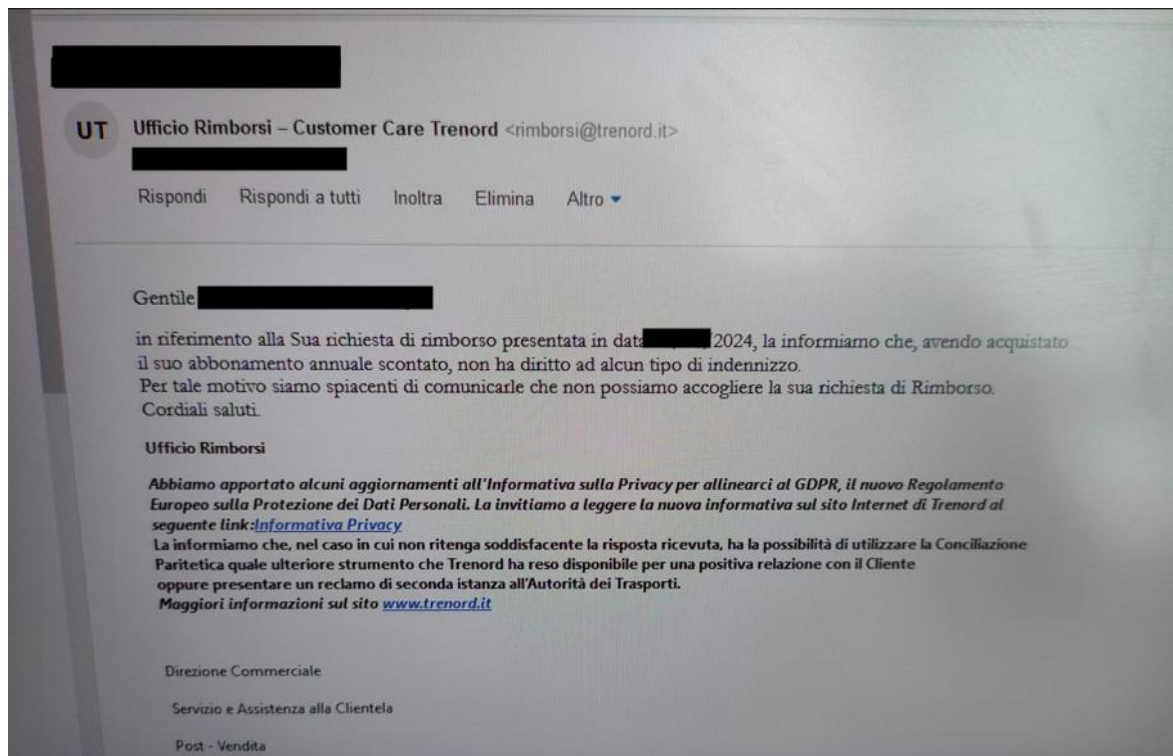 UT
Ufficio Rimborsi – Customer Care Trenord <rimborsi@trenord.it>
Rispondi Rispondi a tutti Inoltra Elimina Altro
Gentile
in riferimento alla Sua richiesta di rimborso presentata in data /2024, la informiamo che, avendo acquistato
il suo abbonamento annuale scontato, non ha diritto ad alcun tipo di indennizzo.
Per tale motivo siamo spiacenti di comunicarle che non possiamo accogliere la sua richiesta di Rimborso.
Cordiali saluti.
Ufficio Rimborsi
Abbiamo apportato alcuni aggiornamenti all'Informativa sulla Privacy per allinearci al GDPR, il nuovo Regolamento
Europeo sulla Protezione dei Dati Personali. La invitiamo a leggere la nuova informativa sul sito Internet di Trenord al
seguente link:Informativa Privacy
La informiamo che, nel caso in cui non ritenga soddisfacente la risposta ricevuta, ha la possibilità di utilizzare la Conciliazione
Paritetica quale ulteriore strumento che Trenord ha reso disponibile per una positiva relazione con il Cliente
oppure presentare un reclamo di seconda istanza all'Autorità dei Trasporti.
Maggiori informazioni sul sito www.trenord.it
Direzione Commerciale
Servizio e Assistenza alla Clientela
Post - Vendita